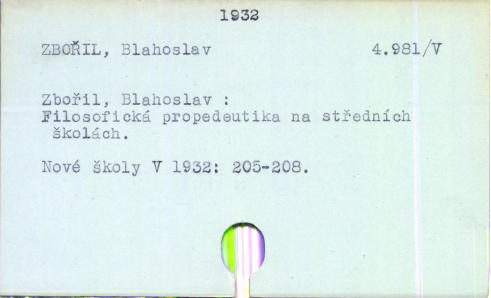 1932
ZBOŘIL, Blahoslav 4.981/V
Zbořil, Blahoslav :
Filosofická propedeutika na středních
školách.
Nové školy V 1932: 205-208.